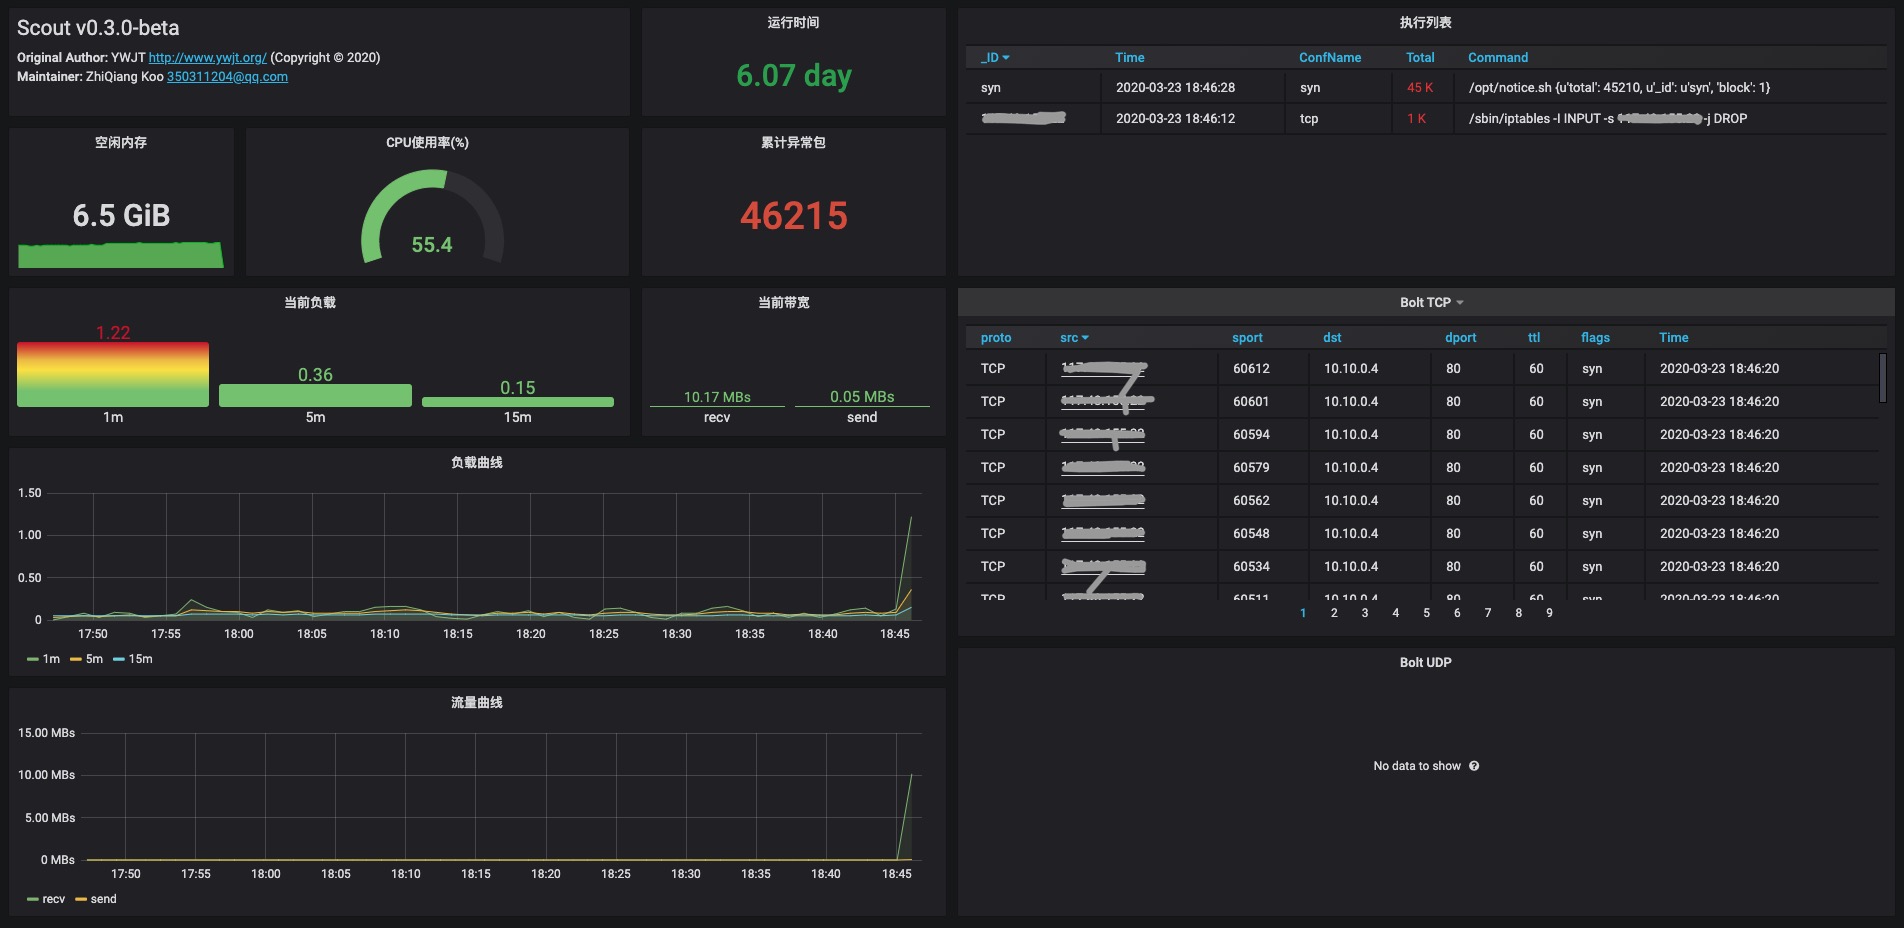 Scout v0.3.0-beta
Original Author: YWJT http://www.ywjt.org/ (Copyright © 2020)
Maintainer: ZhiQiang Koo 350311204@qq.com
运行时间
6.07 day
执行列表
_ID Time ConfName Total Command
syn 2020-03-23 18:46:28 syn 45 K /opt/notice.sh {u'total': 45210, u'_id': u'syn', 'block': 1}
2020-03-23 18:46:12 tcp 1 K /sbin/iptables -I INPUT -s -j DROP
空闲内存
6.5 GiB
CPU使用率(%)
55.4
累计异常包
46215
当前负载
1.22 0.36 0.15
1m 5m 15m
当前带宽
10.17 MBs 0.05 MBs
recv send
Bolt TCP
proto src sport dst dport ttl flags Time
TCP 60612 10.10.0.4 80 60 syn 2020-03-23 18:46:20
TCP 60601 10.10.0.4 80 60 syn 2020-03-23 18:46:20
TCP 60594 10.10.0.4 80 60 syn 2020-03-23 18:46:20
TCP 60579 10.10.0.4 80 60 syn 2020-03-23 18:46:20
TCP 60562 10.10.0.4 80 60 syn 2020-03-23 18:46:20
TCP 60548 10.10.0.4 80 60 syn 2020-03-23 18:46:20
TCP 60534 10.10.0.4 80 60 syn 2020-03-23 18:46:20
TCP 60511 10.10.0.4 80 60 syn 2020-03-23 18:46:20
1 2 3 4 5 6 7 8 9
负载曲线
1.50
1.00
0.50
0
17:50 17:55 18:00 18:05 18:10 18:15 18:20 18:25 18:30 18:35 18:40 18:45
1m 5m 15m
流量曲线
15.00 MBs
10.00 MBs
5.00 MBs
0 MBs
17:50 17:55 18:00 18:05 18:10 18:15 18:20 18:25 18:30 18:35 18:40 18:45
recv send
Bolt UDP
No data to show